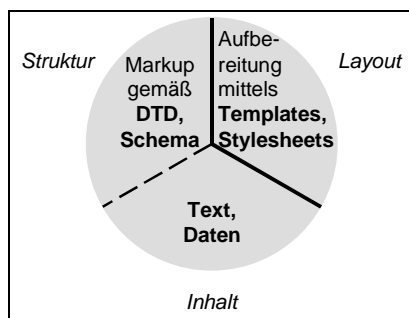 Struktur
Markup
gemäß
DTD,
Schema
Aufbe-
reitung
mittels
Templates,
Stylesheets
Layout
Text,
Daten
Inhalt